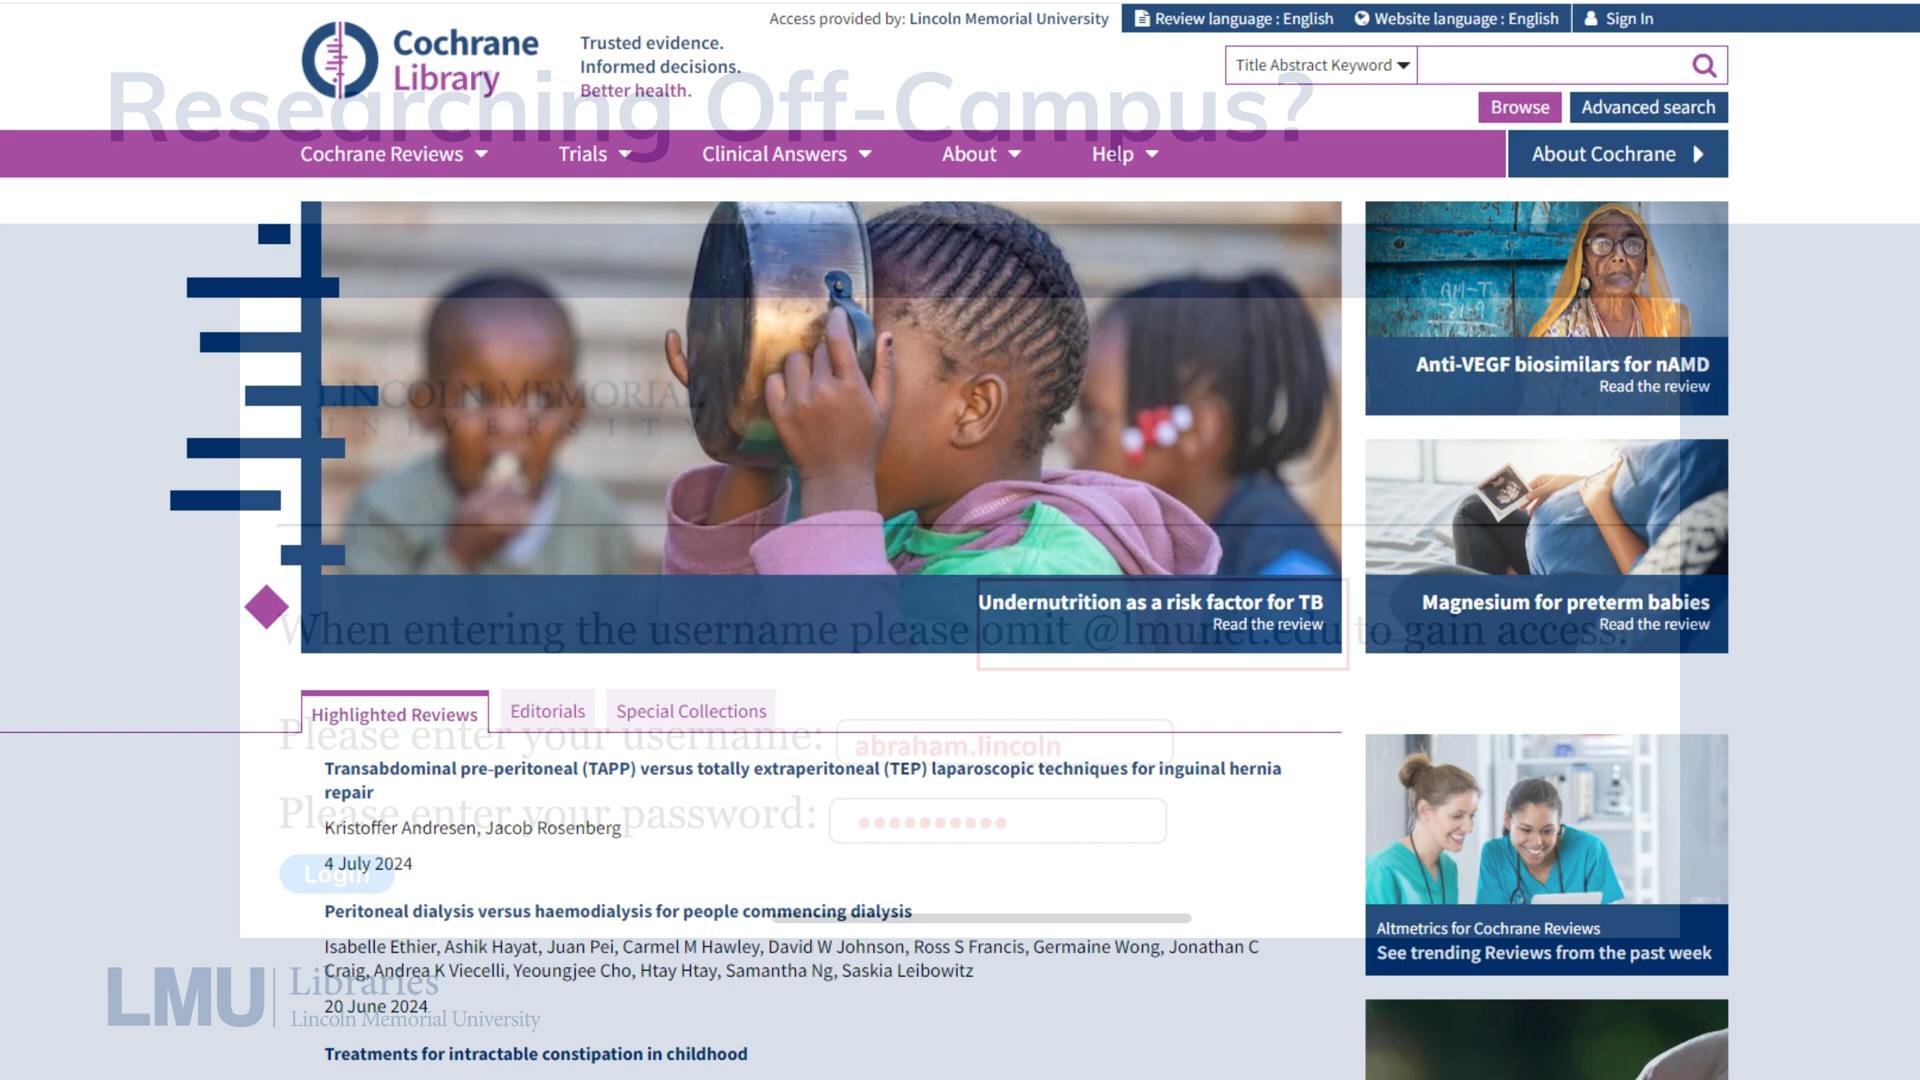 Access provided by: Lincoln Memorial University
Review language : English
Website language : English
Sign In
Cochrane
Library
Trusted evidence.
Informed decisions.
Better health.
Title Abstract Keyword
Researching Off-Campus?
Browse
Advanced search
Cochrane Reviews
Trials
Clinical Answers
About
Help
About Cochrane
AM-T
Anti-VEGF biosimilars for nAMD
Read the review
LINCOLN MEMORIAL
UNIVERSITY
Undernutrition as a risk factor for TB
Read the review
Magnesium for preterm babies
Read the review
When entering the username please omit @lmunet.edu to gain access.
Highlighted Reviews
Editorials
Special Collections
Please enter your username:
abraham.lincoln
Transabdominal pre-peritoneal (TAPP) versus totally extraperitoneal (TEP) laparoscopic techniques for inguinal hernia
repair
Please enter your password:
Kristoffer Andresen, Jacob Rosenberg
4 July 2024
Login
Peritoneal dialysis versus haemodialysis for people commencing dialysis
Isabelle Ethier, Ashik Hayat, Juan Pei, Carmel M Hawley, David W Johnson, Ross S Francis, Germaine Wong, Jonathan C
Craig, Andrea K Viecelli, Yeoungjee Cho, Htay Htay, Samantha Ng, Saskia Leibowitz
20 June 2024
Treatments for intractable constipation in childhood
Altmetrics for Cochrane Reviews
See trending Reviews from the past week
LMU
Libraries
Lincoln Memorial University